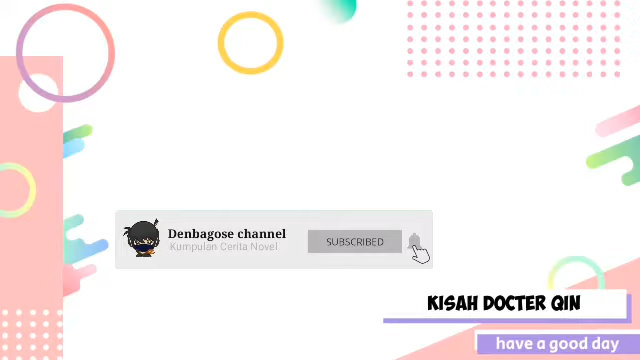 Denbagose channel
Kumpulan Cerita Novel
SUBSCRIBED
KISAH DOCTER QIN
have a good day